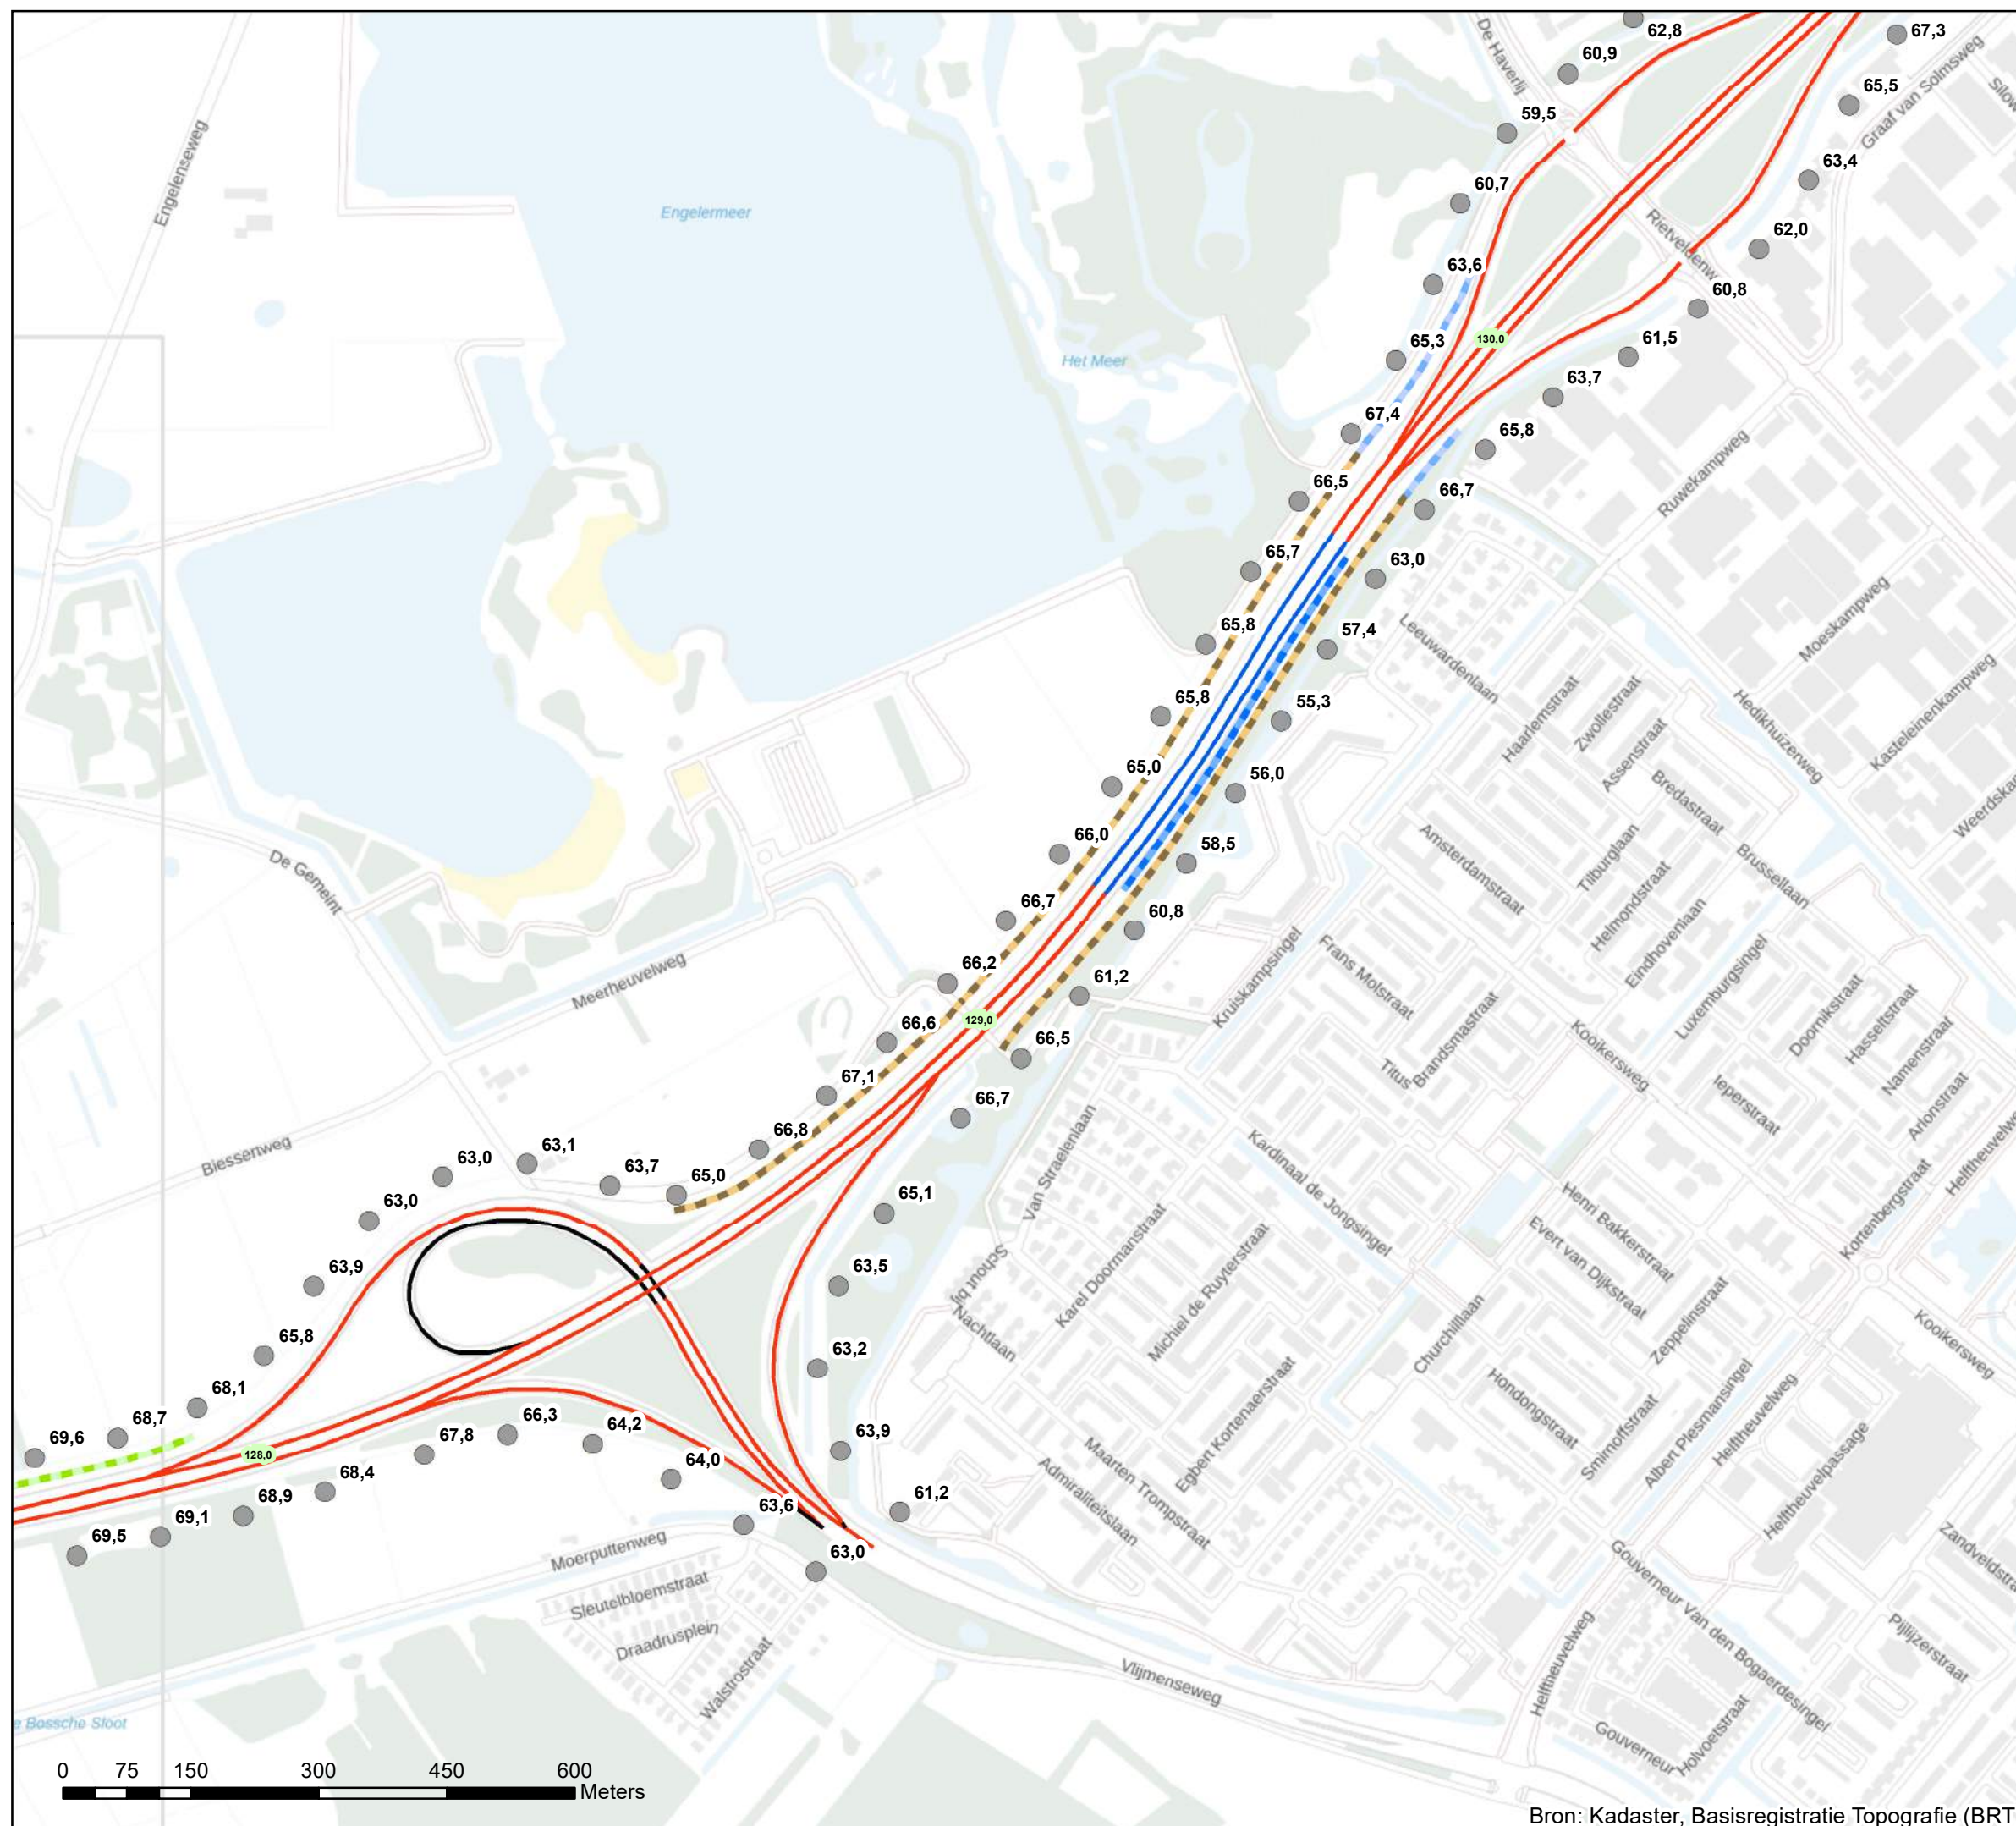 62,8
67,3
60,9
De Haverlij
Graaf van Solmsweg
65,5
59,5
63,4
Engelenseweg
Engelermeer
60,7
Rietveldenw
62,0
63,6
60,8
130,0
65,3
61,5
Het Meer
63,7
67,4
65,8
Ruwekampweg
66,5
66,7
65,7
63,0
Moeskampweg
65,8
57,4
Leeuwardenlaan
65,8
55,3
Haarlemstraat
Zwollestraat
Assenstraat
Hedikhuizerweg
Kasteleinenkampweg
65,0
56,0
Bredastraat
Weerdska
66,0
58,5
Amsterdamstraat
Tilburglaan
Helmondstraat
Brusselaan
De Gemeint
66,7
60,8
Eindhovenlaan
Meerheuvelweg
66,2
61,2
Kruiskampsingel
Frans Molstraat
Luxemburgsingel
129,0
66,6
66,5
Titus Brandsmastraat
Kooikersweg
Doornikstraat
Hasseltstraat
Namenstraat
67,1
66,7
Ieperstraat
Arlonstraat
66,8
Biessertweg
63,0
63,1
63,7
65,0
Van Straelenlaan
Kardinaal de Jongsingel
Henri Bakkerstraat
Kortenbergstraat
Helftheuvelwe
63,0
65,1
Evert van Dijkstraat
63,9
63,5
Schout bij
Nachtlaan
Karel Doormanstraat
Michiel de Ruyterstraat
Churchilllaan
Zeppelinstraat
Kooikersweg
65,8
63,2
68,1
68,7
66,3
64,2
63,9
Egbert Kortenaerstraat
Hondongstraat
Smirnoffstraat
Albert Plesmansingel
Helftheuvelweg
Helftheuvelpassage
69,6
128,0
67,8
64,0
Maarten Trompstraat
Admiraliteitslaan
68,4
61,2
68,9
63,6
69,1
69,5
63,0
Moerputtenweg
Zandveldstra
Sleutelbloemstraat
Draadrusplein
Walstrostraat
Vlijmenseweg
Helftheuvelweg
Gouverneur Van den Bogaerdesingel
Pijlijzerstraat
e Bossche Sloot
Gouverneur
Holvoetstraat
0 75 150 300 450 600
Meters
Bron: Kadaster, Basisregistratie Topografie (BRT